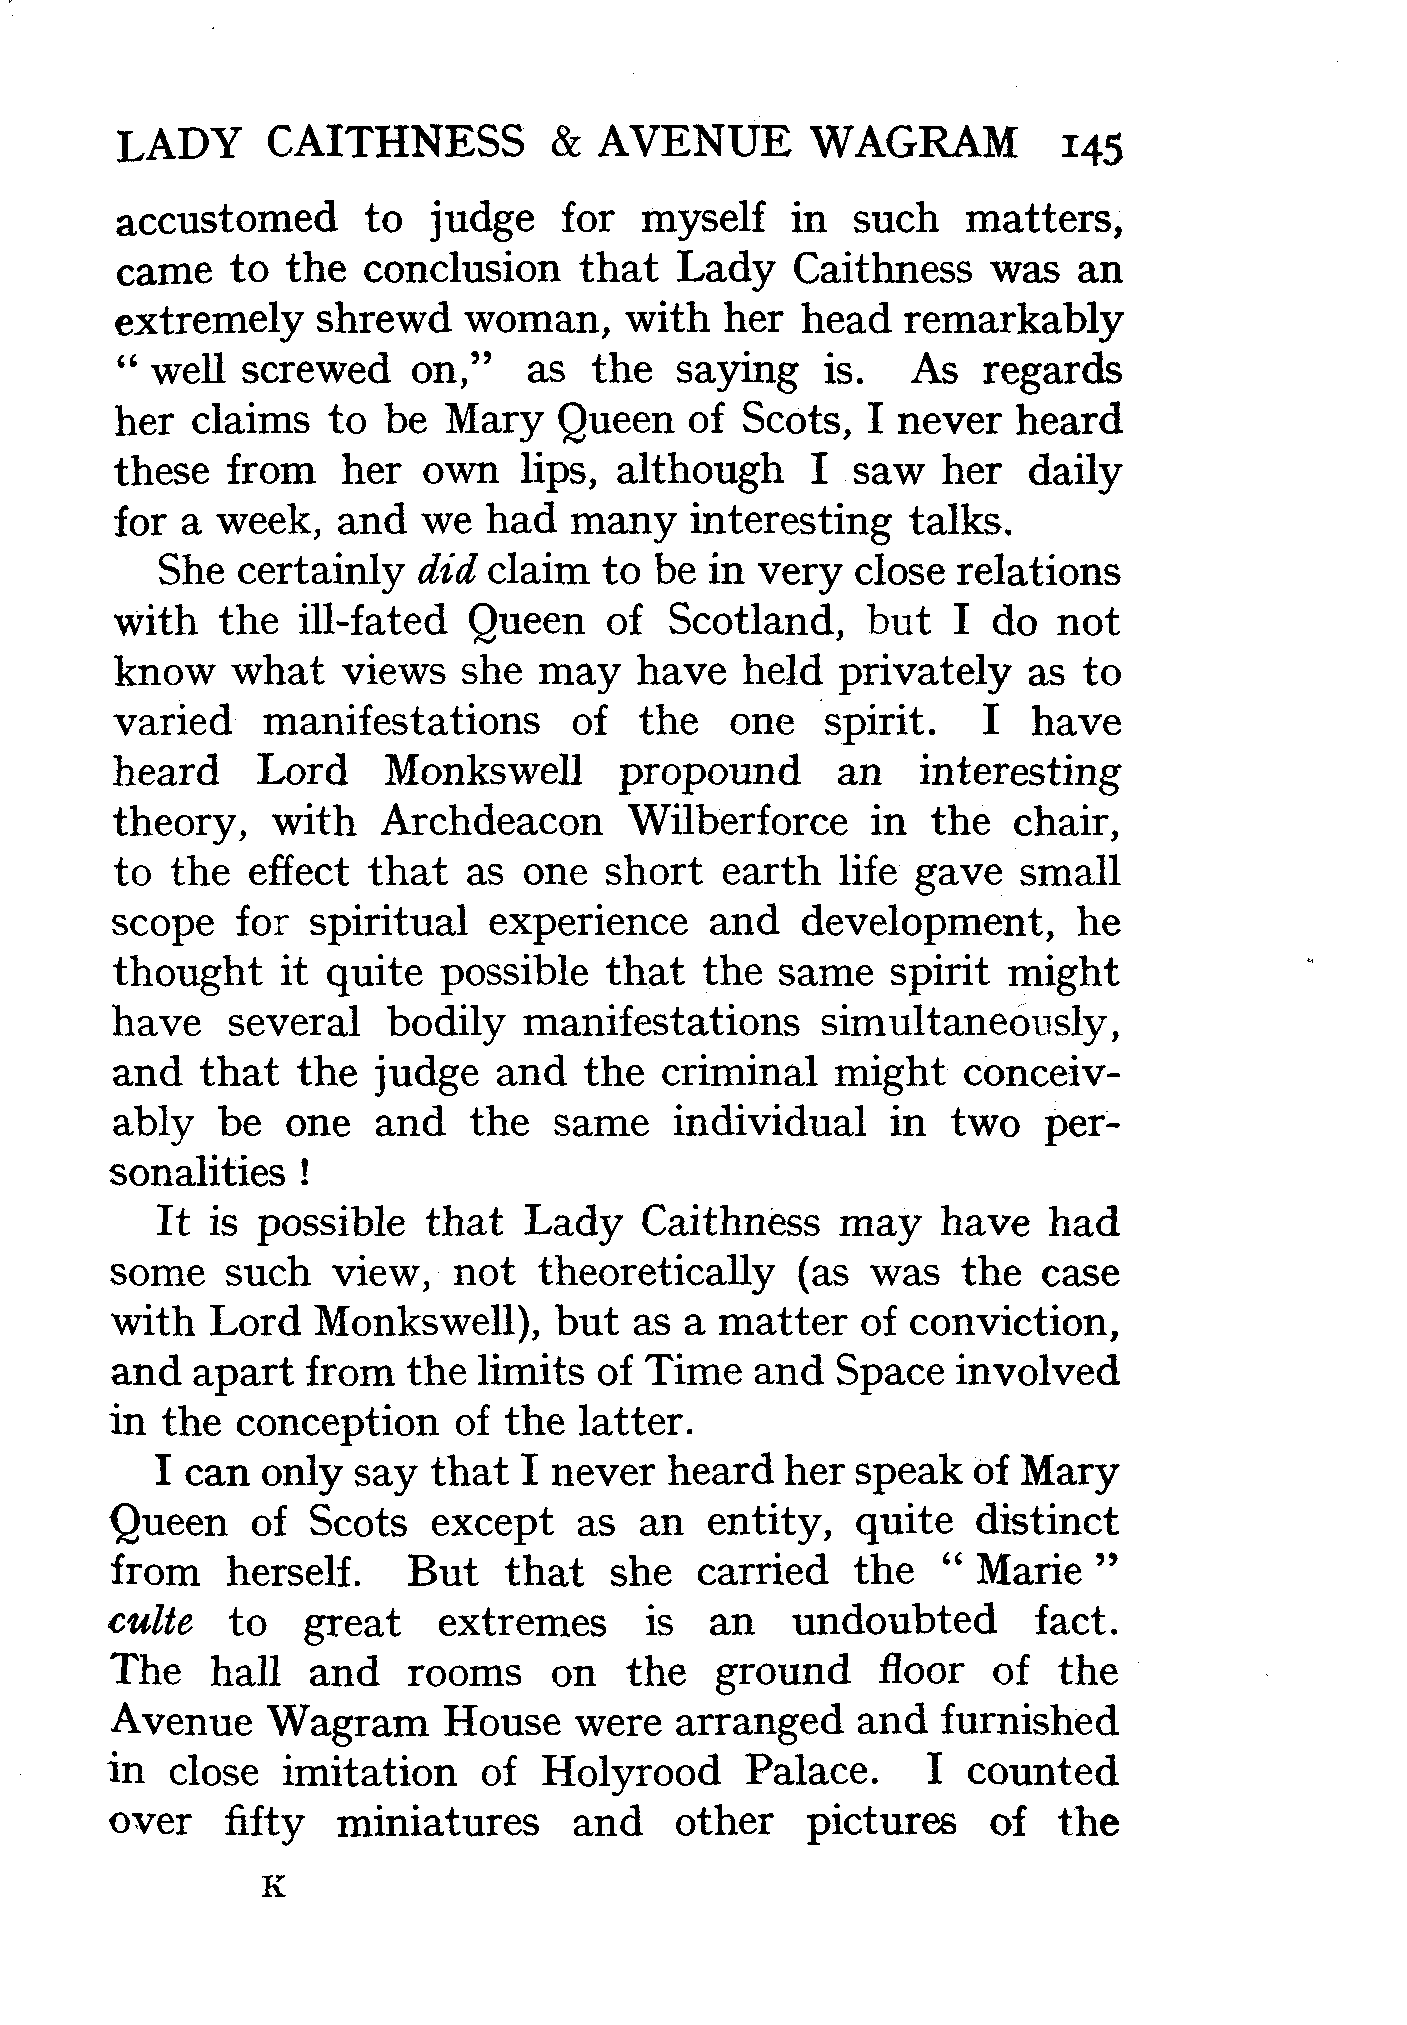 LADY CAITHNESS & AVENUE WAGRAM 145
accustomed to judge for myself in such matters,
came to the conclusion that Lady Caithness was an
extremely shrewd woman, with her head remarkably
“ well screwed on,” as the saying is. As regards
her claims to be Mary Queen of Scots, I never heard
these from her own lips, although I saw her daily
for a week, and we had many interesting talks.
She certainly did claim to be in very close relations
with the ill-fated Queen of Scotland, but I do not
know what views she may have held privately as to
varied manifestations of the one spirit. I have
heard Lord Monkswell propound an interesting
theory, with Archdeacon Wilberforce in the chair,
to the effect that as one short earth life gave small
scope for spiritual experience and development, he
thought it quite possible that the same spirit might
have several bodily manifestations simultaneously,
and that the judge and the criminal might conceiv-
ably be one and the same individual in two per-
sonalities !
It is possible that Lady Caithness may have had
some such view, not theoretically (as was the case
with Lord Monkswell), but as a matter of conviction,
and apart from the limits of Time and Space involved
in the conception of the latter.
I can only say that I never heard her speak of Mary
Queen of Scots except as an entity, quite distinct
from herself. But that she carried the “ Marie ”
culte to great extremes is an undoubted fact.
The hall and rooms on the ground floor of the
Avenue Wagram House were arranged and furnished
in close imitation of Holyrood Palace. I counted
over fifty miniatures and other pictures of the
K